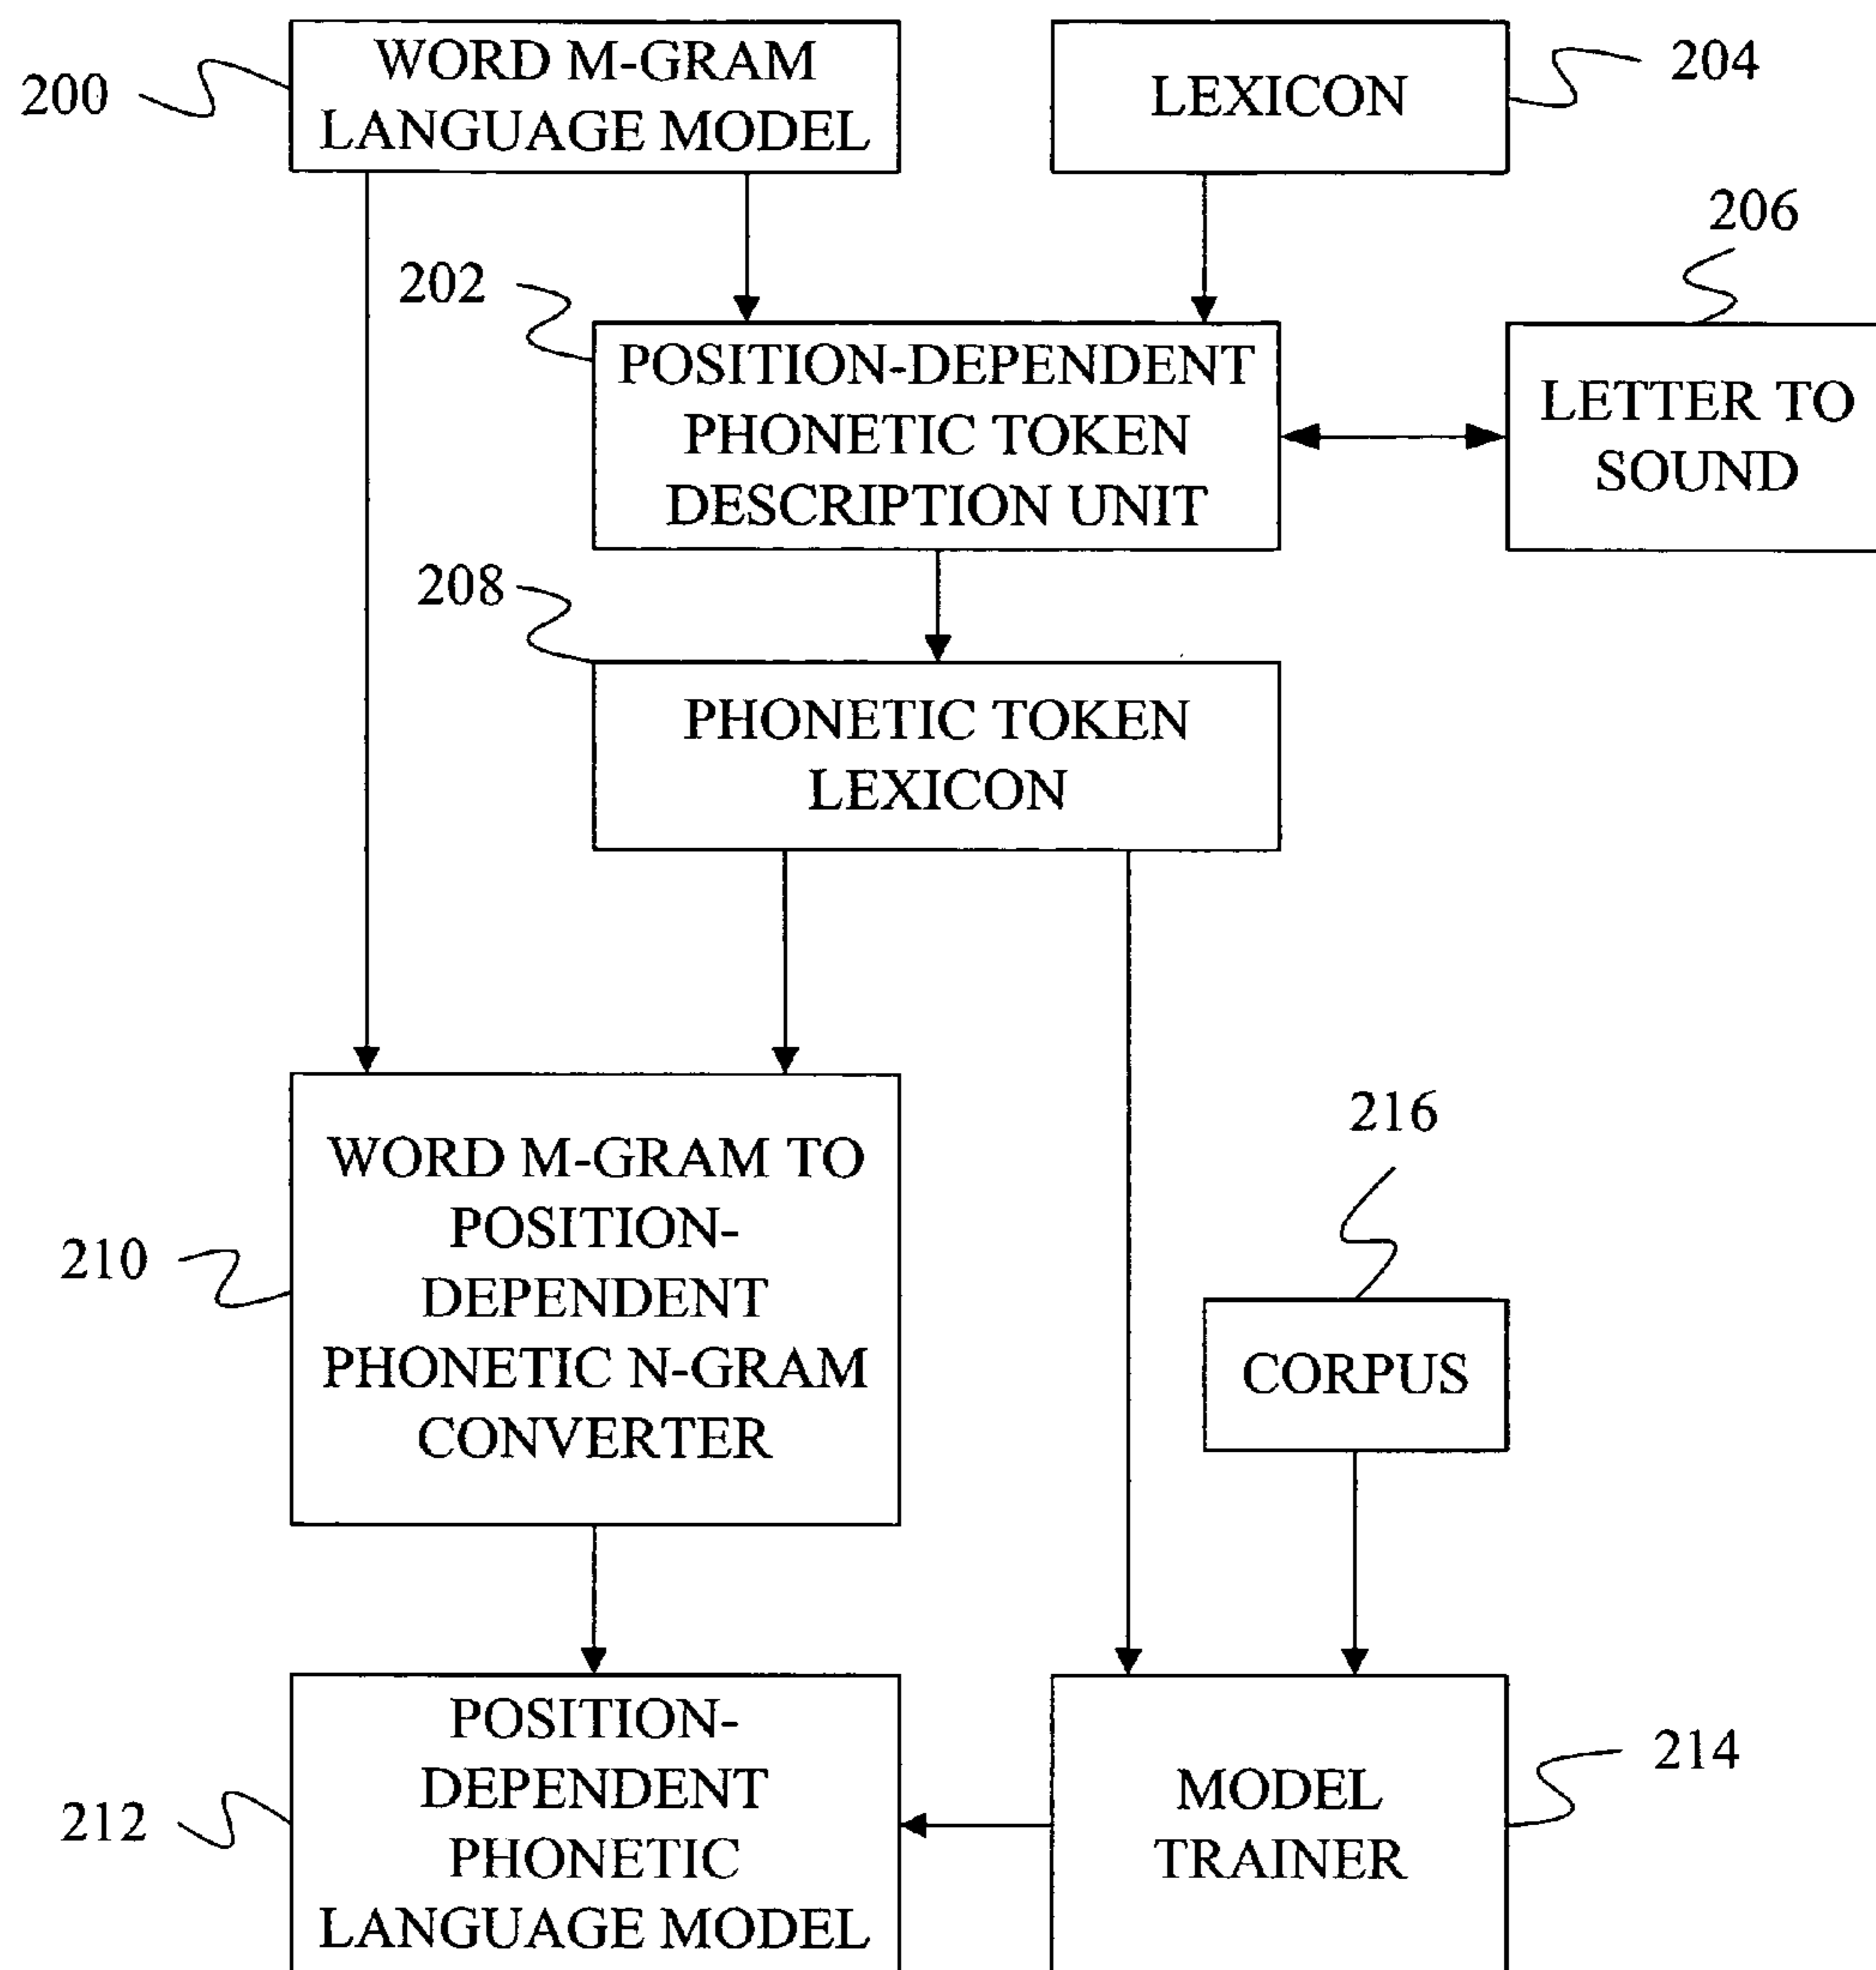 WORD M-GRAM
LANGUAGE MODEL
200
LEXICON
204
206
202
POSITION-DEPENDENT
PHONETIC TOKEN
DESCRIPTION UNIT
LETTER TO
SOUND
208
PHONETIC TOKEN
LEXICON
216
WORD M-GRAM TO
POSITION-
DEPENDENT
PHONETIC N-GRAM
CONVERTER
210
CORPUS
POSITION-
DEPENDENT
PHONETIC
LANGUAGE MODEL
212
MODEL
TRAINER
214